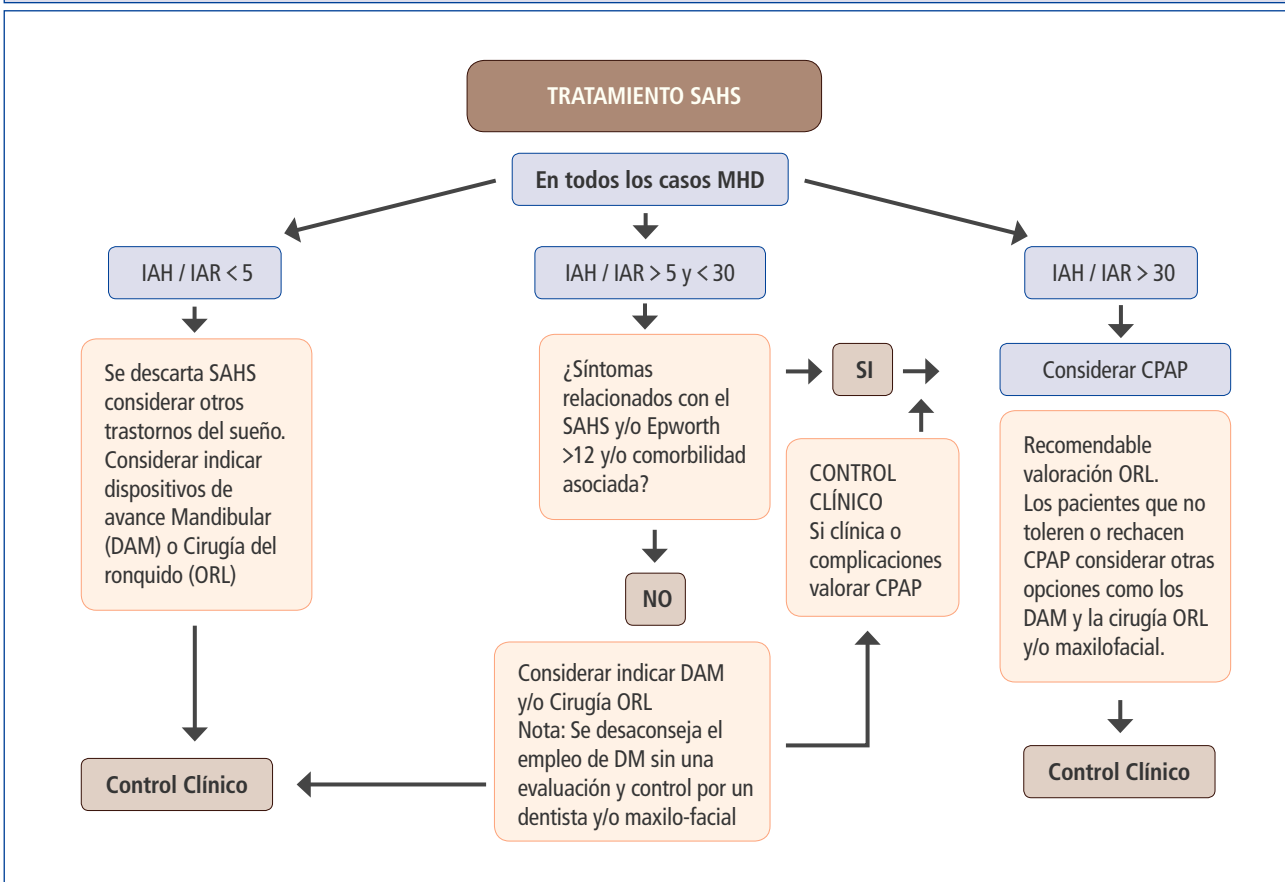 TRATAMIENTO SAHS
En todos los casos MHD
IAH / IAR < 5
IAH / IAR > 5 y < 30
IAH / IAR > 30
Se descarta SAHS
considerar otros
trastornos del sueño.
Considerar indicar
dispositivos de
avance Mandibular
(DAM) o Cirugía del
ronquido (ORL)
¿Síntomas
relacionados con el
SAHS y/o Epworth
>12 y/o comorbilidad
asociada?
SI
Considerar CPAP
CONTROL
CLÍNICO
Si clínica o
complicaciones
valorar CPAP
Recomendable
valoración ORL.
Los pacientes que no
toleren o rechacen
CPAP considerar otras
opciones como los
DAM y la cirugía ORL
y/o maxilofacial.
NO
Considerar indicar DAM
y/o Cirugía ORL
Nota: Se desaconseja el
empleo de DM sin una
evaluación y control por un
dentista y/o maxilo-facial
Control Clínico
Control Clínico